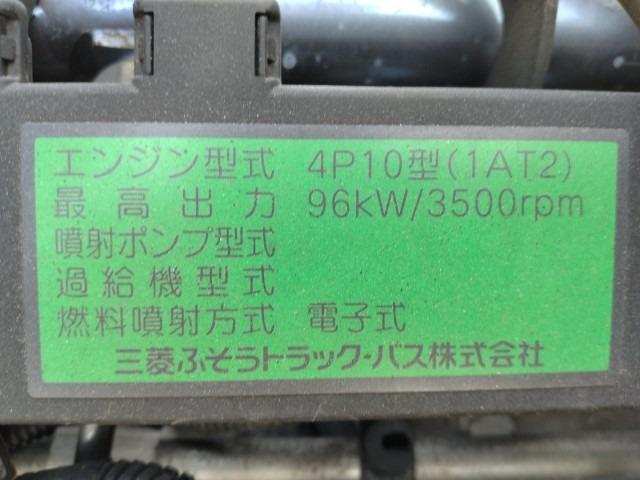 エンジン型式 4P10型(1AT2)
最高出力 96kW/3500rpm
噴射ポンプ型式
過給機型式
燃料噴射方式 電子式
三菱ふそうトラック・バス株式会社